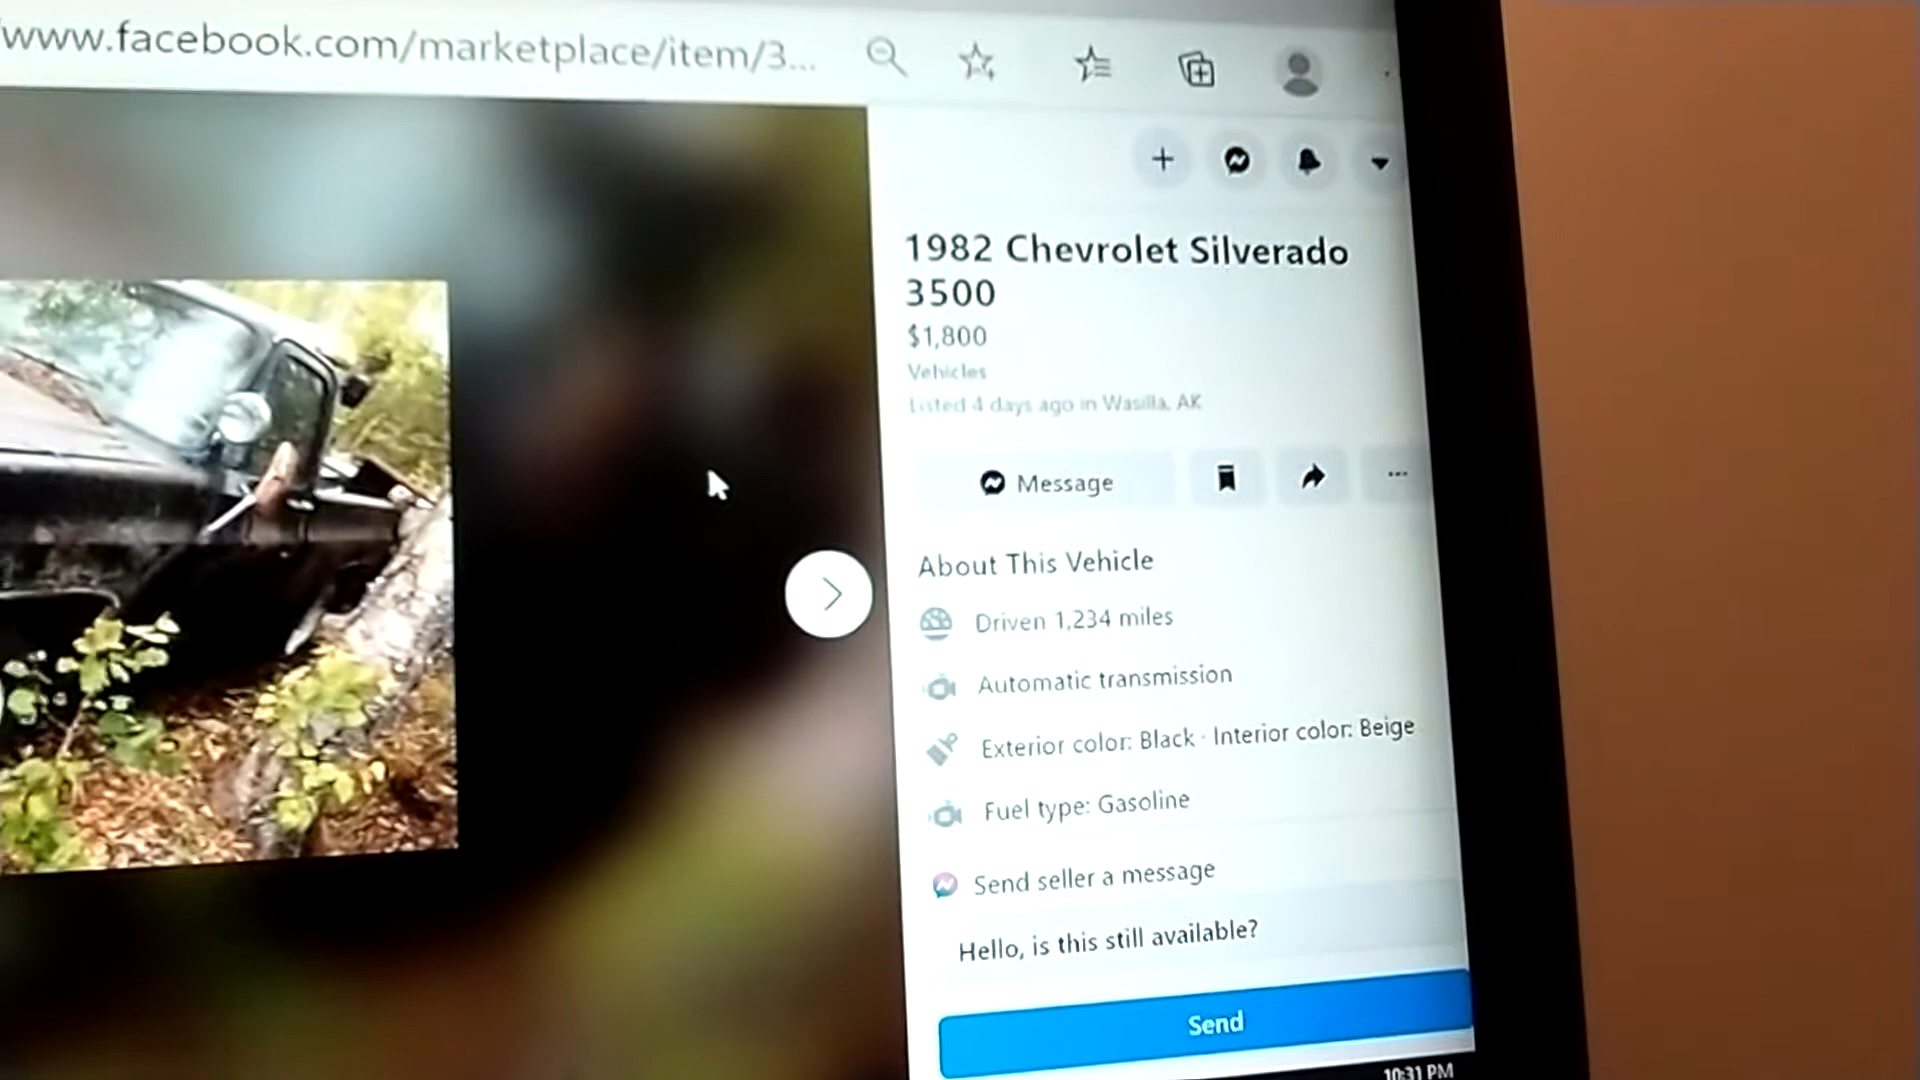 www.facebook.com/marketplace/item/3...
1982 Chevrolet Silverado
3500
$1,800
Vehicles
Listed 4 days ago in Wasilla, AK
Message
About This Vehicle
Driven 1,234 miles
Automatic transmission
Exterior color: Black · Interior color: Beige
Fuel type: Gasoline
Send seller a message
Hello, is this still available?
Send
10:31 PM